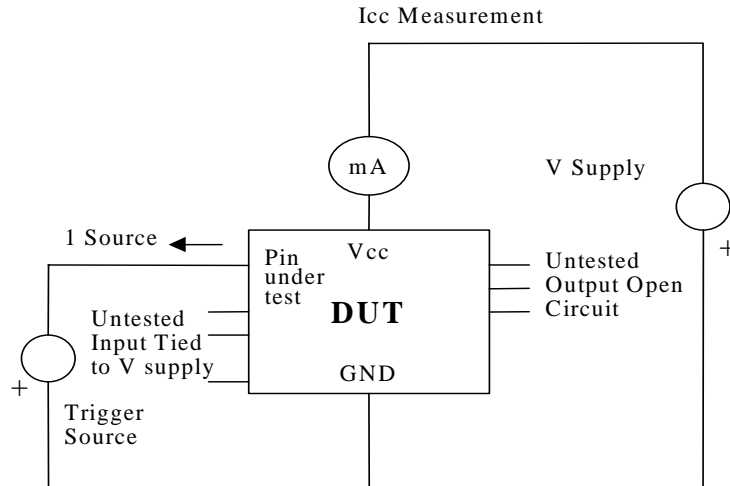 Icc Measurement
mA
V Supply
+
1 Source
Vcc
Pin
under
test
DUT
GND
Untested
Output Open
Circuit
Untested
Input Tied
to V supply
+
Trigger
Source